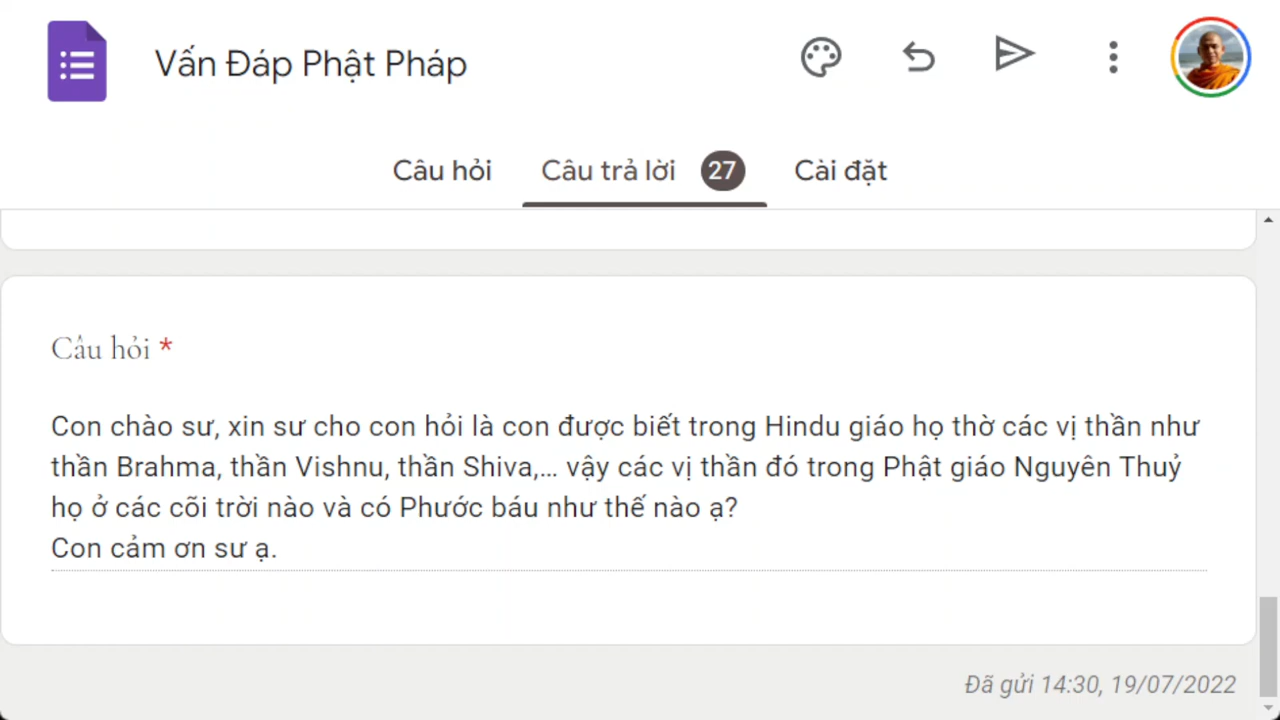 Vấn Đáp Phật Pháp
Câu hỏi
Câu trả lời 27
Cài đặt
Câu hỏi *
Con chào sư, xin sư cho con hỏi là con được biết trong Hindu giáo họ thờ các vị thần như
thần Brahma, thần Vishnu, thần Shiva,... vậy các vị thần đó trong Phật giáo Nguyên Thuỷ
họ ở các cõi trời nào và có Phước báu như thế nào ạ?
Con cảm ơn sư ạ.
Đã gửi 14:30, 19/07/2022